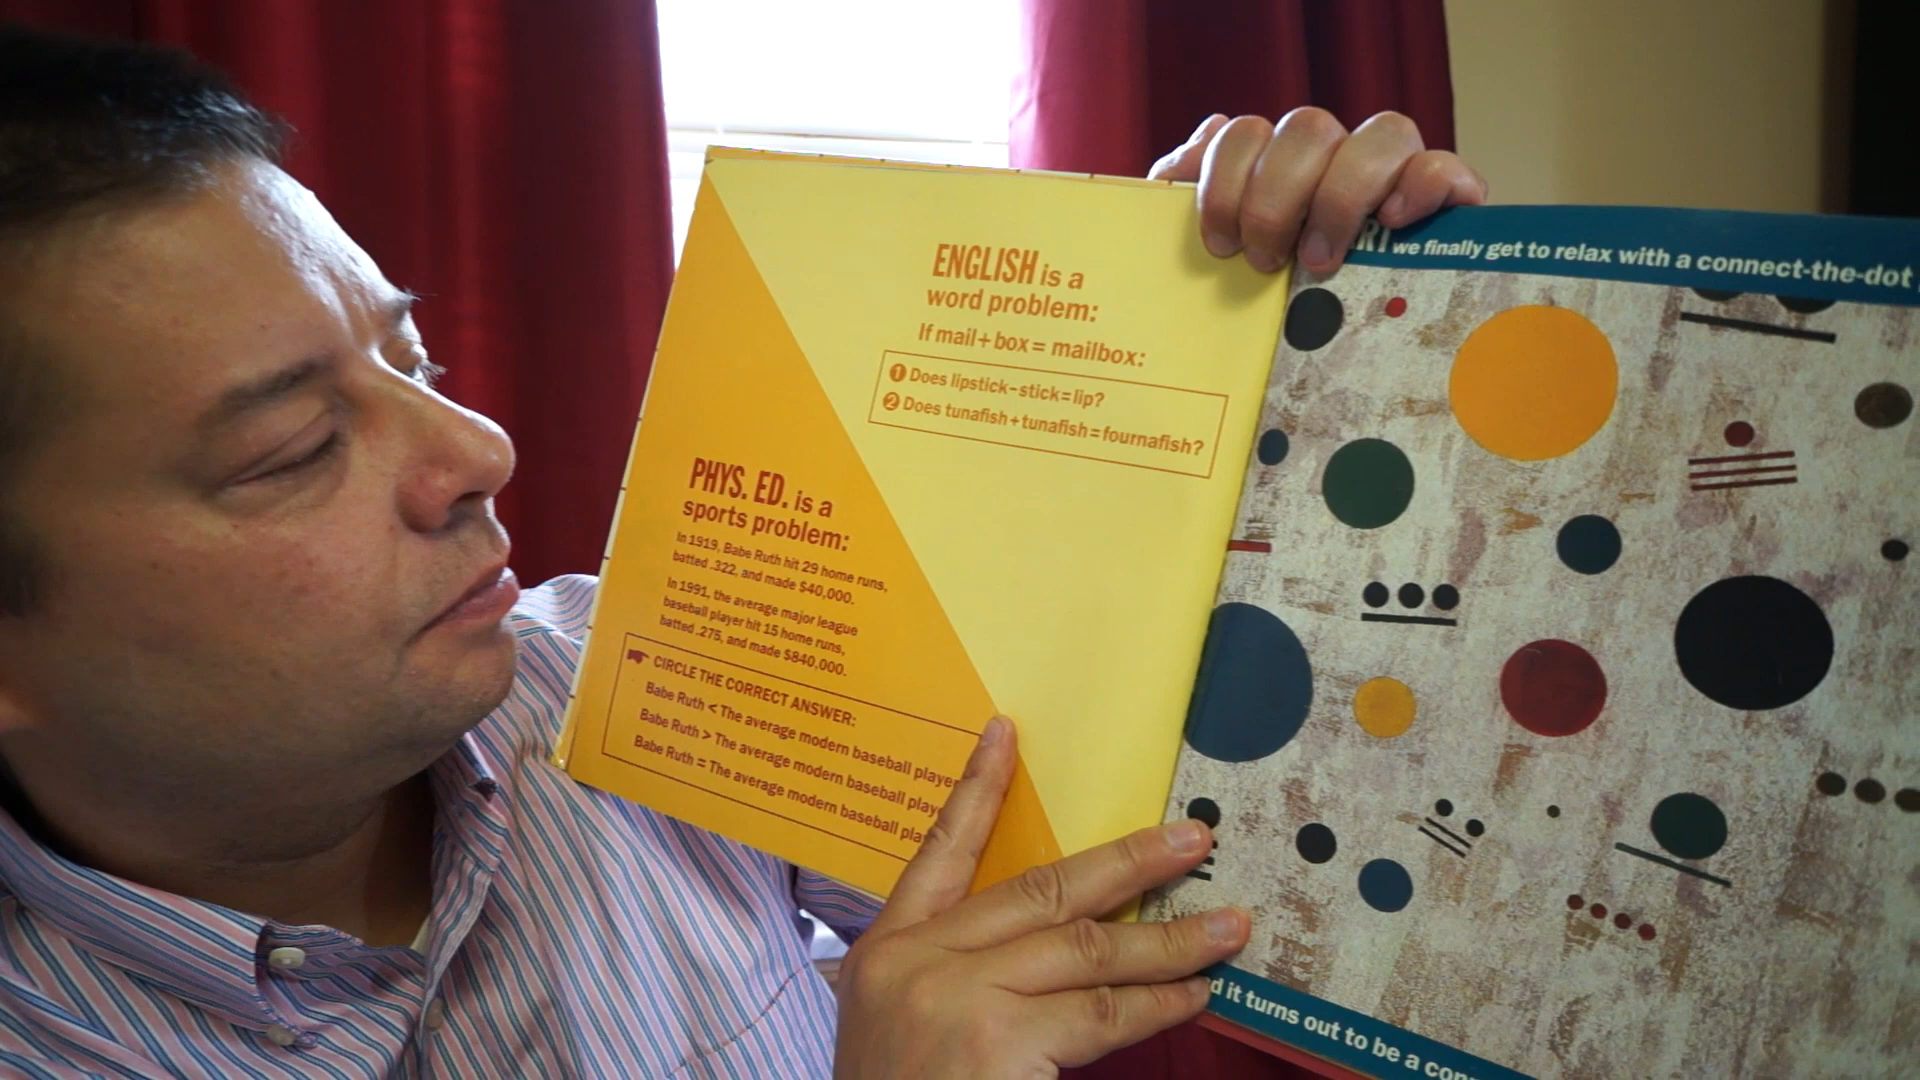 ENGLISH is a
word problem:
If mail + box = mailbox:
1 Does lipstick – stick = lip?
2 Does tunafish + tunafish = fournafish?
PHYS. ED. is a
sports problem:
In 1919, Babe Ruth hit 29 home runs,
batted .322, and made $40,000.
In 1991, the average major league
baseball player hit 15 home runs,
batted .275, and made $840,000.
CIRCLE THE CORRECT ANSWER:
Babe Ruth < The average modern baseball player
Babe Ruth > The average modern baseball
Babe Ruth = The average modern baseball
we finally get to relax with a connect-the-dot
it turns out to be a